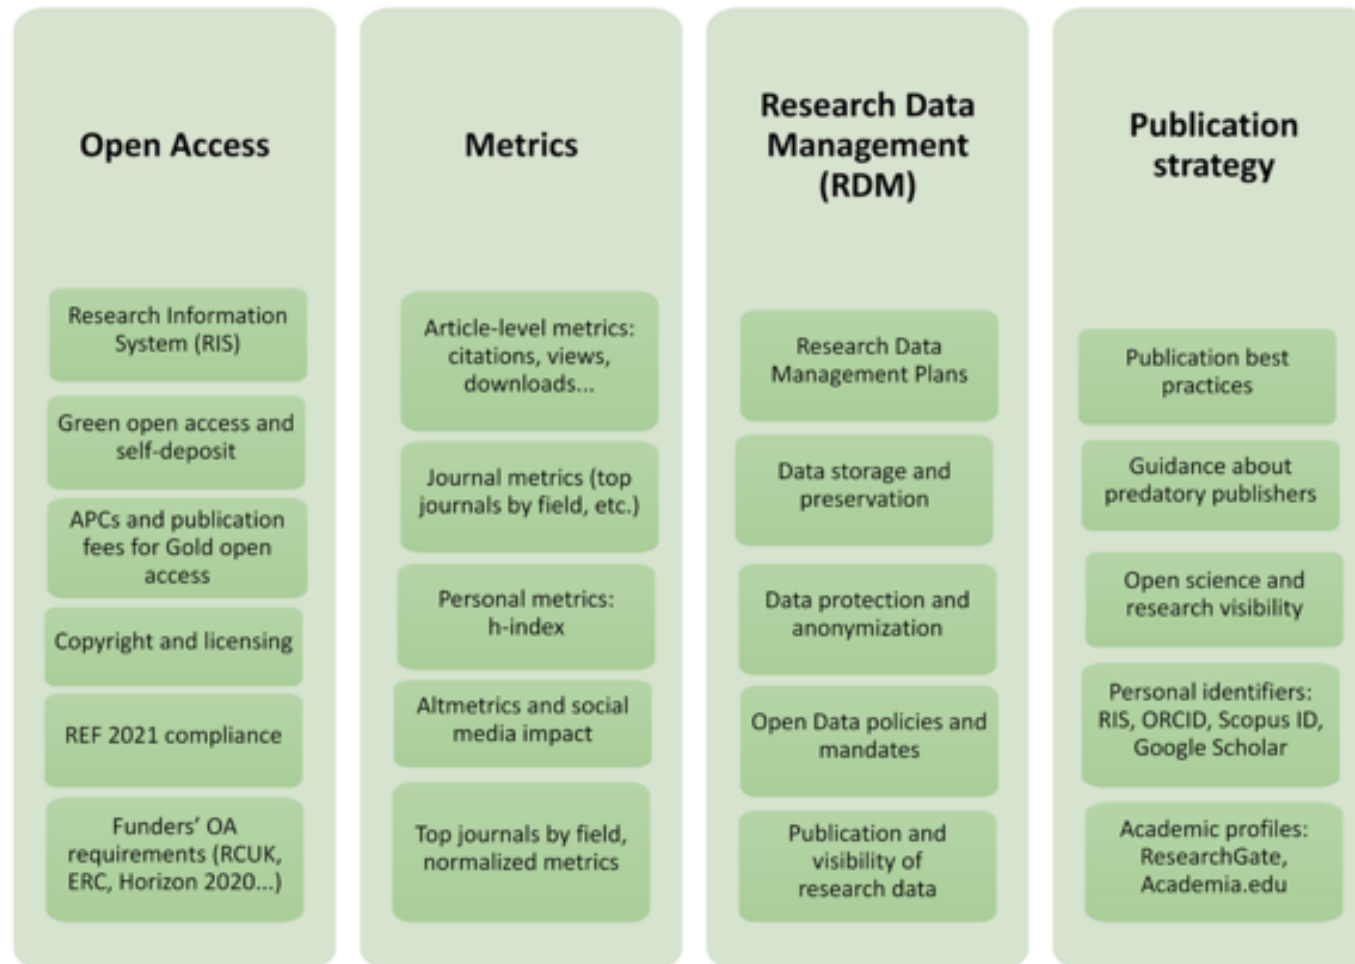 Open Access
Research Information
System (RIS)
Green open access and
self-deposit
APCs and publication
fees for Gold open
access
Copyright and licensing
REF 2021 compliance
Funders’ OA
requirements (RCUK,
ERC, Horizon 2020...)
Metrics
Article-level metrics:
citations, views,
downloads...
Journal metrics (top
journals by field, etc.)
Personal metrics:
h-index
Altmetrics and social
media impact
Top journals by field,
normalized metrics
Research Data
Management
(RDM)
Research Data
Management Plans
Data storage and
preservation
Data protection and
anonymization
Open Data policies and
mandates
Publication and
visibility of
research data
Publication
strategy
Publication best
practices
Guidance about
predatory publishers
Open science and
research visibility
Personal identifiers:
RIS, ORCID, Scopus ID,
Google Scholar
Academic profiles:
ResearchGate,
Academia.edu